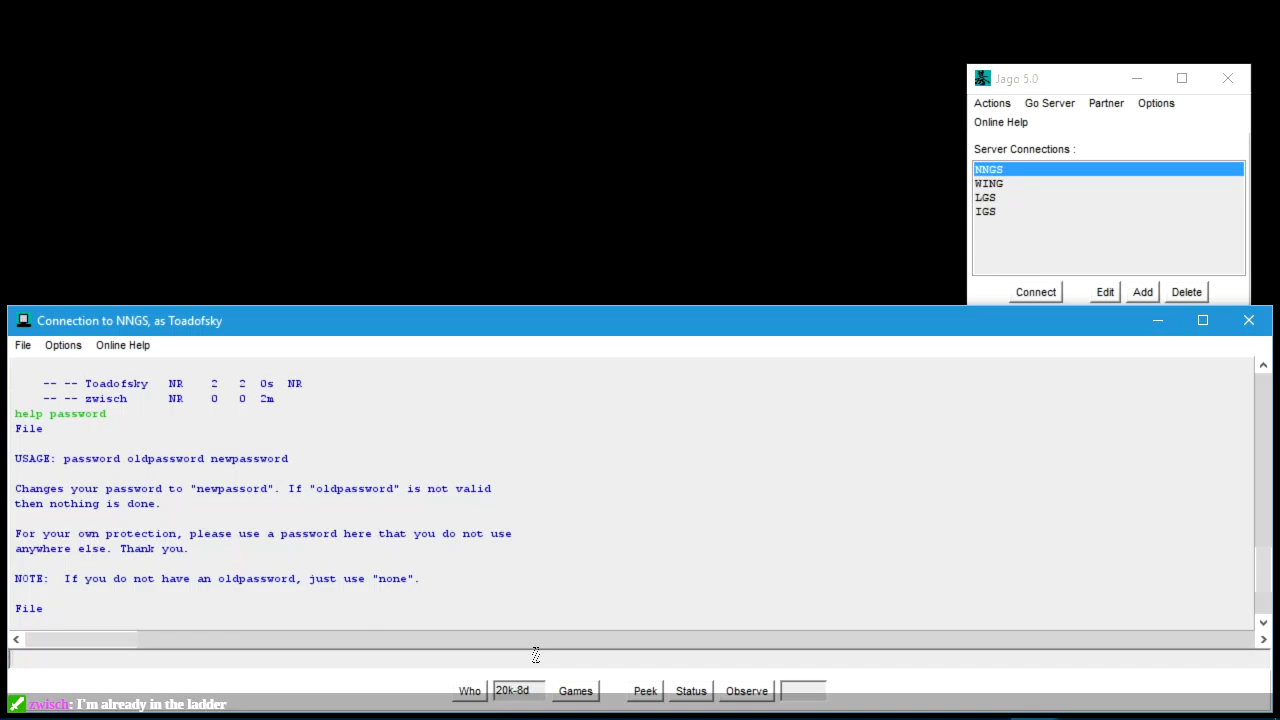 Jago 5.0
Actions Go Server Partner Options
Online Help
Server Connections :
NNGS
WING
LGS
IGS
Connect Edit Add Delete
Connection to NNGS, as Toadofsky
File Options Online Help
-- -- Toadofsky NR 2 2 0s NR
-- -- zwisch NR 0 0 2m
help password
File
USAGE: password oldpassword newpassword
Changes your password to "newpassord". If "oldpassword" is not valid
then nothing is done.
For your own protection, please use a password here that you do not use
anywhere else. Thank you.
NOTE: If you do not have an oldpassword, just use "none".
File
Who 20k-8d Games Peek Status Observe
zwisch: I'm already in the ladder